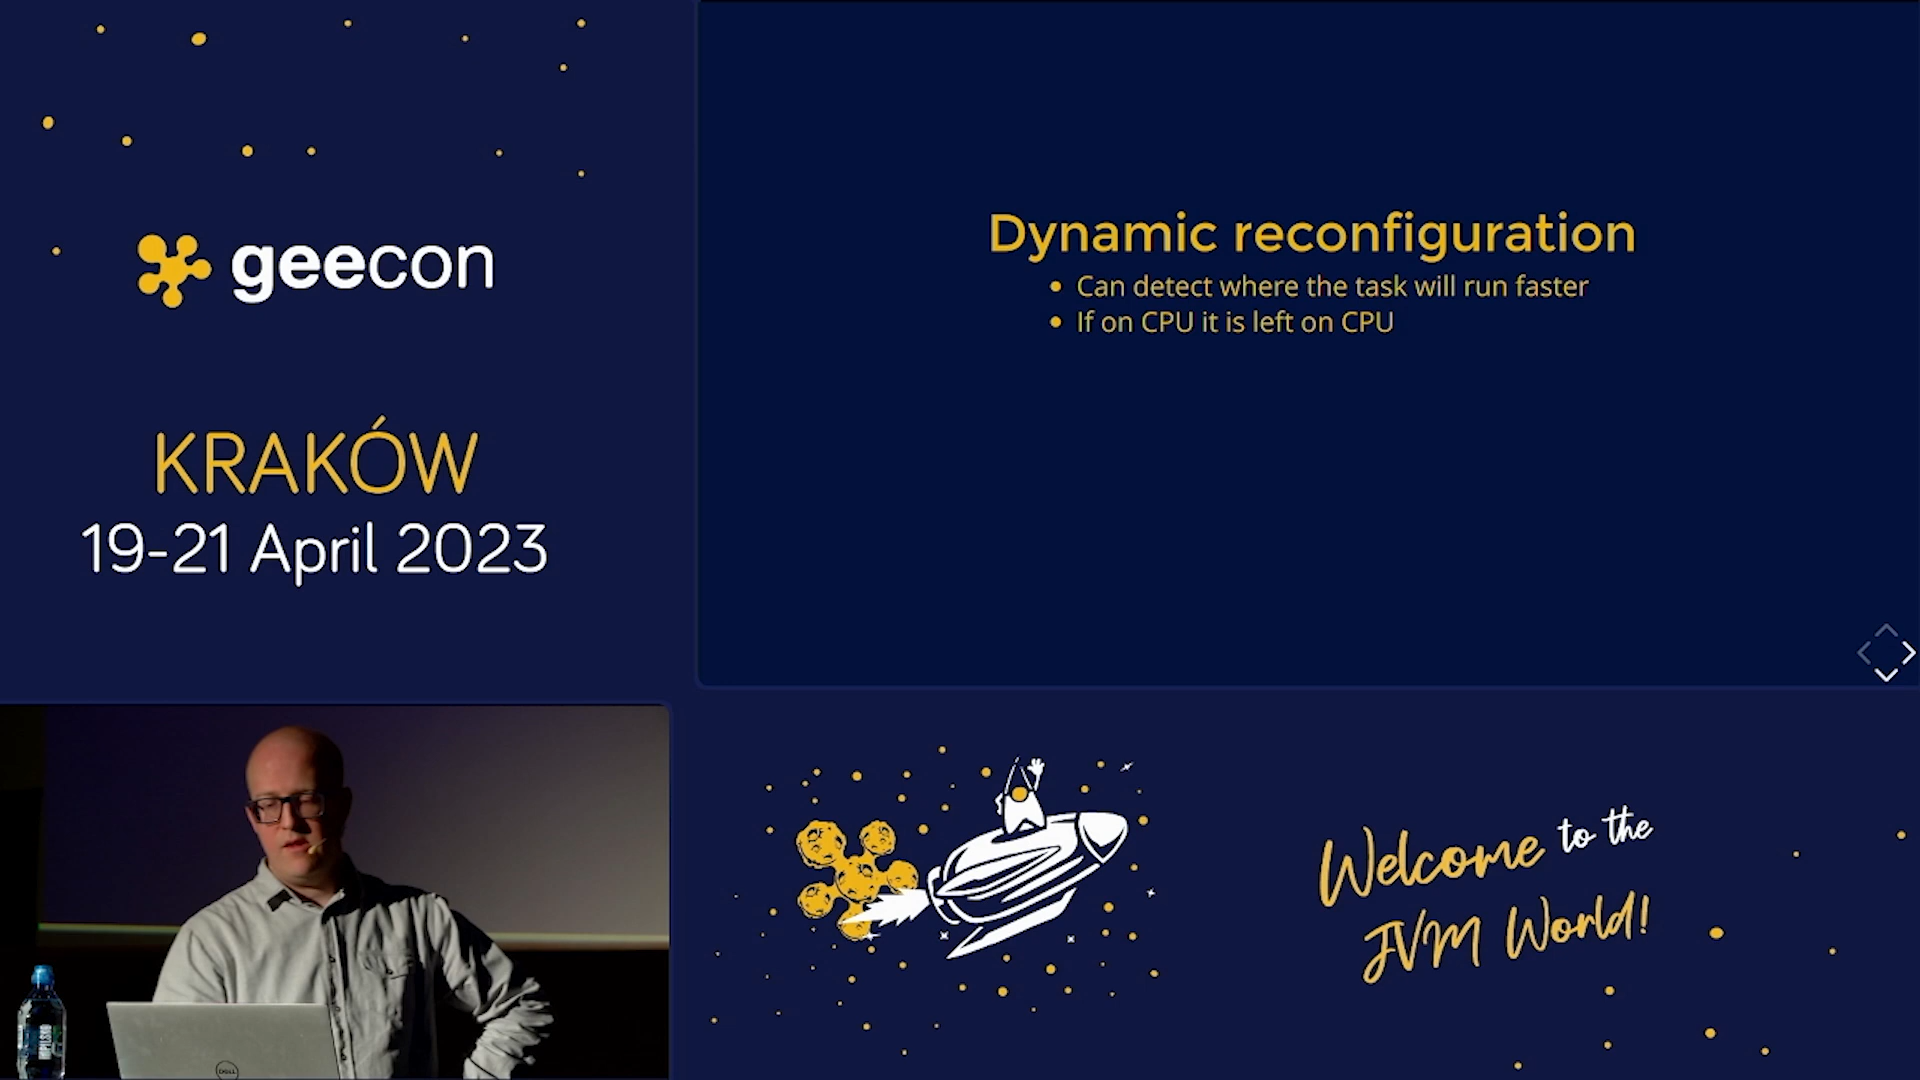 geecon
KRAKÓW
19-21 April 2023
Dynamic reconfiguration
Can detect where the task will run faster
If on CPU it is left on CPU
Welcome to the
JVM World!
DELL